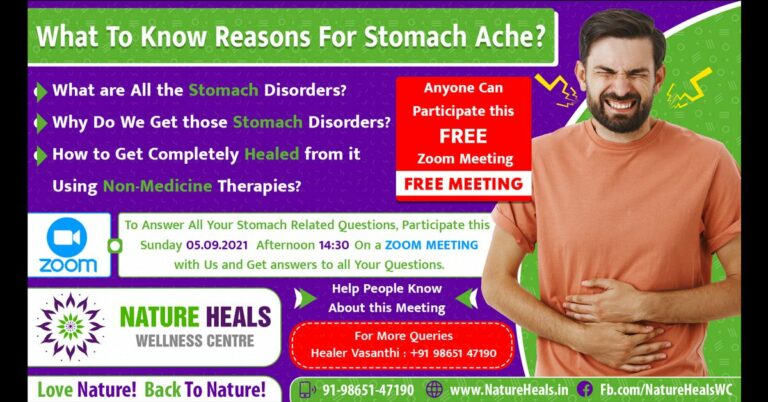 What To Know Reasons For Stomach Ache?
What are All the Stomach Disorders?
Why Do We Get those Stomach Disorders?
How to Get Completely Healed from it
Using Non-Medicine Therapies?
Anyone Can
Participate this
FREE
Zoom Meeting
FREE MEETING
zoom
To Answer All Your Stomach Related Questions, Participate this
Sunday 05.09.2021 Afternoon 14:30 On a ZOOM MEETING
with Us and Get answers to all Your Questions.
NATURE HEALS
WELLNESS CENTRE
Help People Know
About this Meeting
For More Queries
Healer Vasanthi : +91 98651 47190
Love Nature! Back To Nature!
91-98651-47190
www.NatureHeals.in
Fb.com/NatureHealsWC